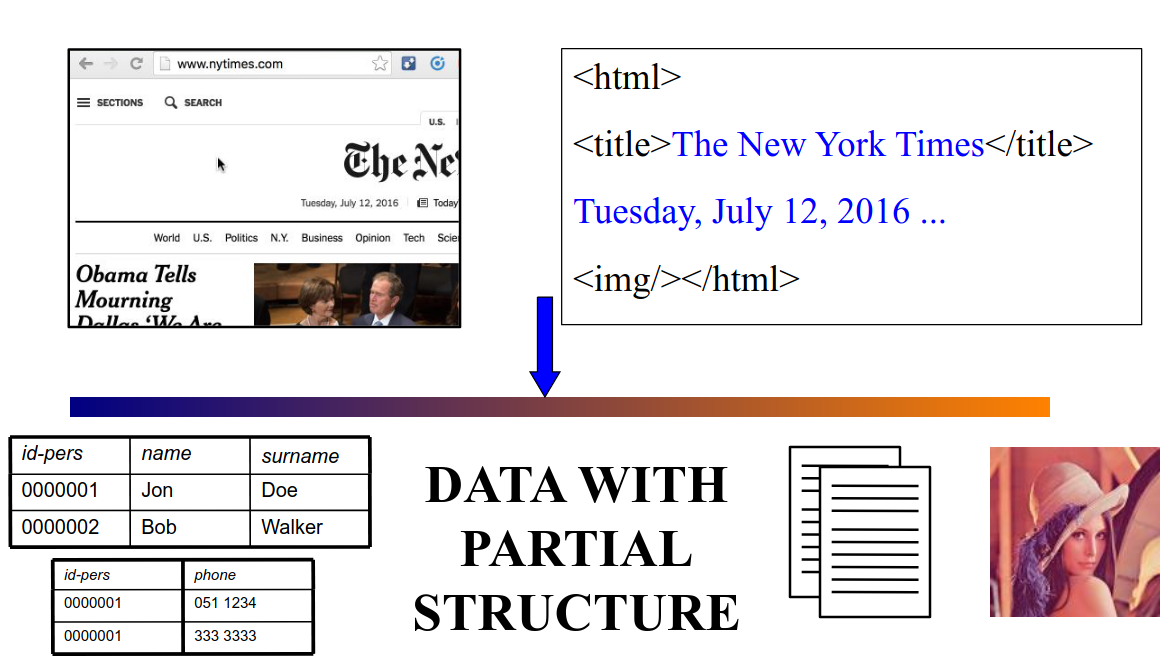 www.nytimes.com
SECTIONS SEARCH
U.S.
The Ne
Tuesday, July 12, 2016 Today
World U.S. Politics N.Y. Business Opinion Tech Scie
Obama Tells
Mourning
Dallas ‘We Are
<html>
<title>The New York Times</title>
Tuesday, July 12, 2016 ...
<img/></html>
id-pers name surname
0000001 Jon Doe
0000002 Bob Walker
id-pers phone
0000001 051 1234
0000001 333 3333
DATA WITH
PARTIAL
STRUCTURE